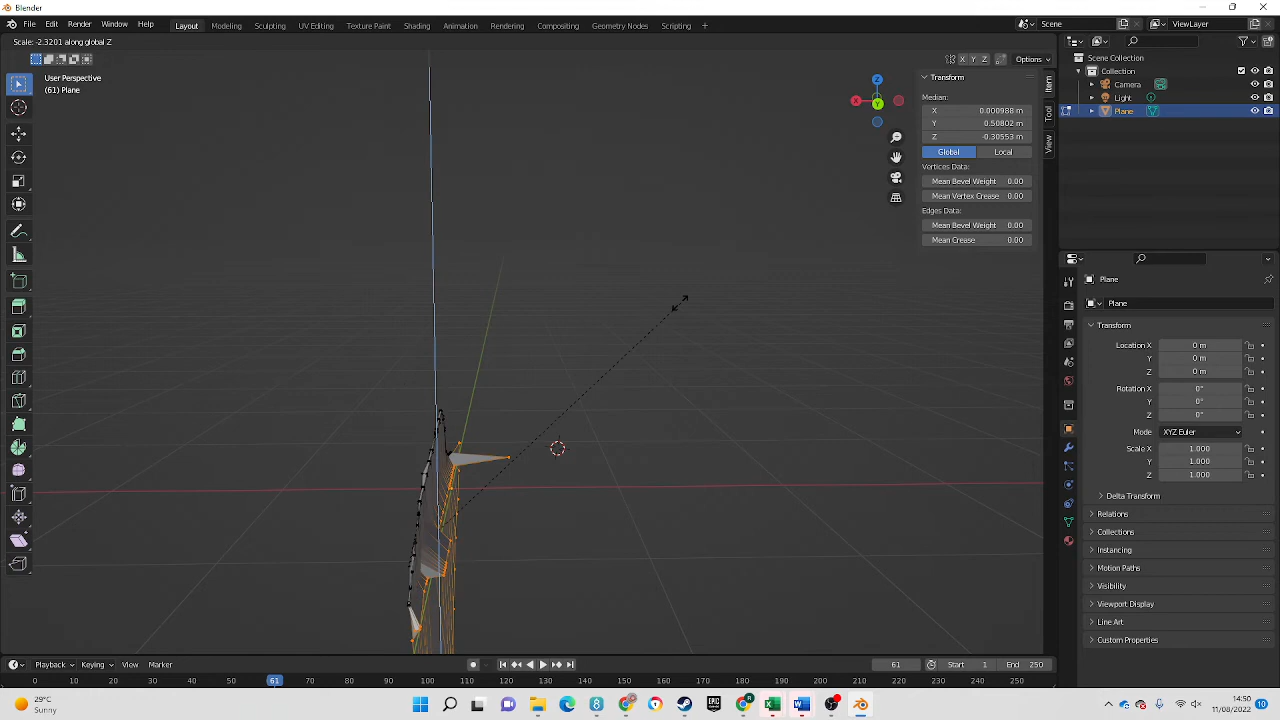 Blender
File Edit Render Window Help Layout Modeling Sculpting UV Editing Texture Paint Shading Animation Rendering Compositing Geometry Nodes Scripting + Scene ViewLayer
Scale: -2.3201 along global Z
X Y Z Options
User Perspective
(61) Plane
Transform
Median:
X 0.000988 m
Y 0.50802 m
Z -0.30553 m
Global Local
Vertices Data:
Mean Bevel Weight 0.00
Mean Vertex Crease 0.00
Edges Data:
Mean Bevel Weight 0.00
Mean Crease 0.00
Item
Tool
View
Z
X
Y
Scene Collection
Collection
Camera
Light
Plane
Plane
Plane
Transform
Location X 0 m
Y 0 m
Z 0 m
Rotation X 0°
Y 0°
Z 0°
Mode XYZ Euler
Scale X 1.000
Y 1.000
Z 1.000
Delta Transform
Relations
Collections
Instancing
Motion Paths
Visibility
Viewport Display
Line Art
Custom Properties
Playback Keying View Marker 61 Start 1 End 250
0 10 20 30 40 50 61 70 80 90 100 110 120 130 140 150 160 170 180 190 200 210 220 230 240 250
29°C
Sunny
14:50
11/08/2022